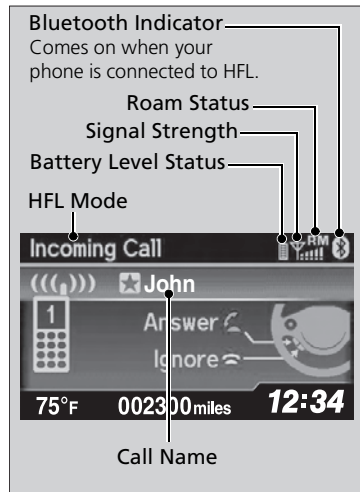 Bluetooth Indicator
Comes on when your
phone is connected to HFL.
Roam Status
Signal Strength
Battery Level Status
HFL Mode
Incoming Call
RM
John
1
Answer
Ignore
75°F 002300 miles 12:34
Call Name